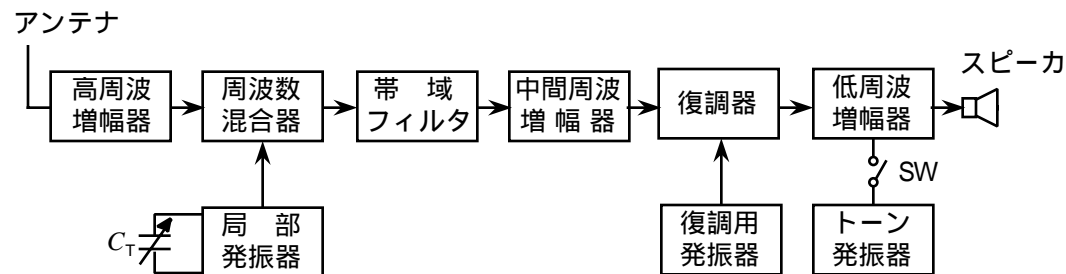 アンテナ
スピーカ
高周波
増幅器
周波数
混合器
帯　域
フィルタ
中間周波
増 幅 器
復調器
低周波
増幅器
SW
CT
局　部
発振器
復調用
発振器
トーン
発振器